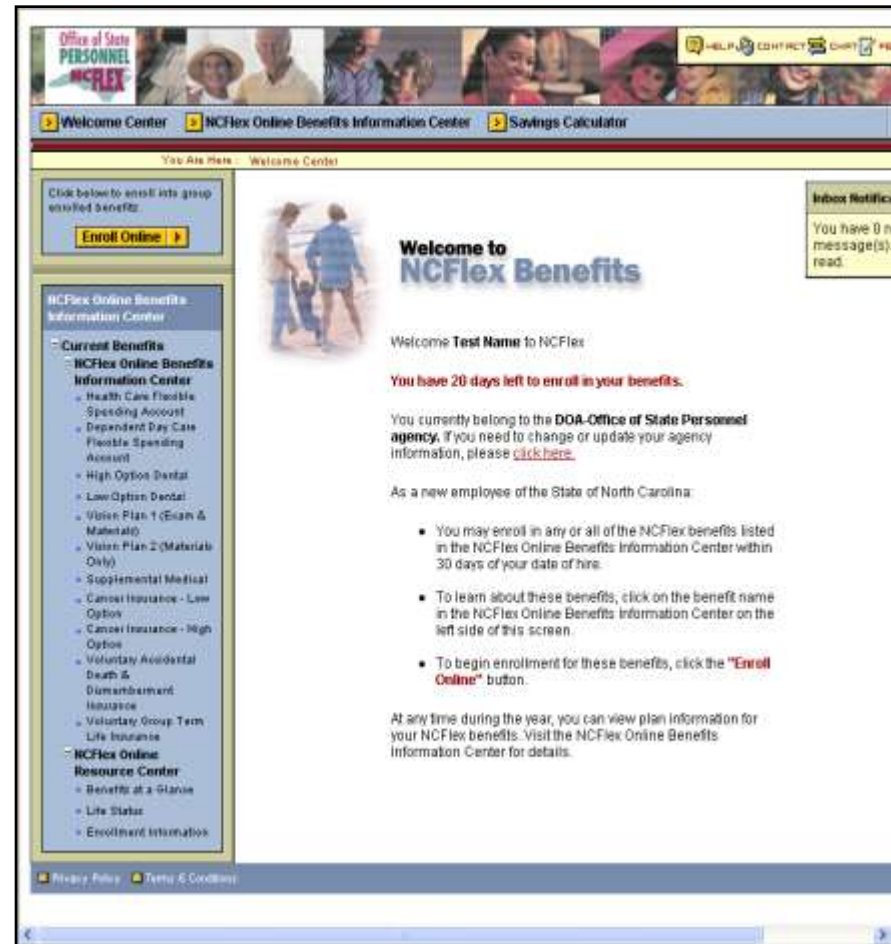 Office of State
PERSONNEL
NCFLEX
HELP CONTACT CHAT
Welcome Center NCFlex Online Benefits Information Center Savings Calculator
You Are Here : Welcome Center
Click below to enroll into group
enrolled benefits.
Enroll Online
NCFlex Online Benefits
Information Center
Current Benefits
NCFlex Online Benefits
Information Center
Health Care Flexible
Spending Account
Dependent Day Care
Flexible Spending
Account
High Option Dental
Low Option Dental
Vision Plan 1 (Exam &
Materials)
Vision Plan 2 (Materials
Only)
Supplemental Medical
Cancer Insurance - Low
Option
Cancer Insurance - High
Option
Voluntary Accidental
Death &
Dismemberment
Insurance
Voluntary Group Term
Life Insurance
NCFlex Online
Resource Center
Benefits at a Glance
Life Status
Enrollment Information
Welcome to
NCFlex Benefits
Welcome Test Name to NCFlex
You have 26 days left to enroll in your benefits.
You currently belong to the DOA-Office of State Personnel
agency. If you need to change or update your agency
information, please click here.
As a new employee of the State of North Carolina:
You may enroll in any or all of the NCFlex benefits listed
in the NCFlex Online Benefits Information Center within
30 days of your date of hire.
To learn about these benefits, click on the benefit name
in the NCFlex Online Benefits Information Center on the
left side of this screen.
To begin enrollment for these benefits, click the "Enroll
Online" button.
At any time during the year, you can view plan information for
your NCFlex benefits. Visit the NCFlex Online Benefits
Information Center for details.
Inbox Notific
You have 0 n
message(s)
read.
Privacy Policy Terms & Conditions